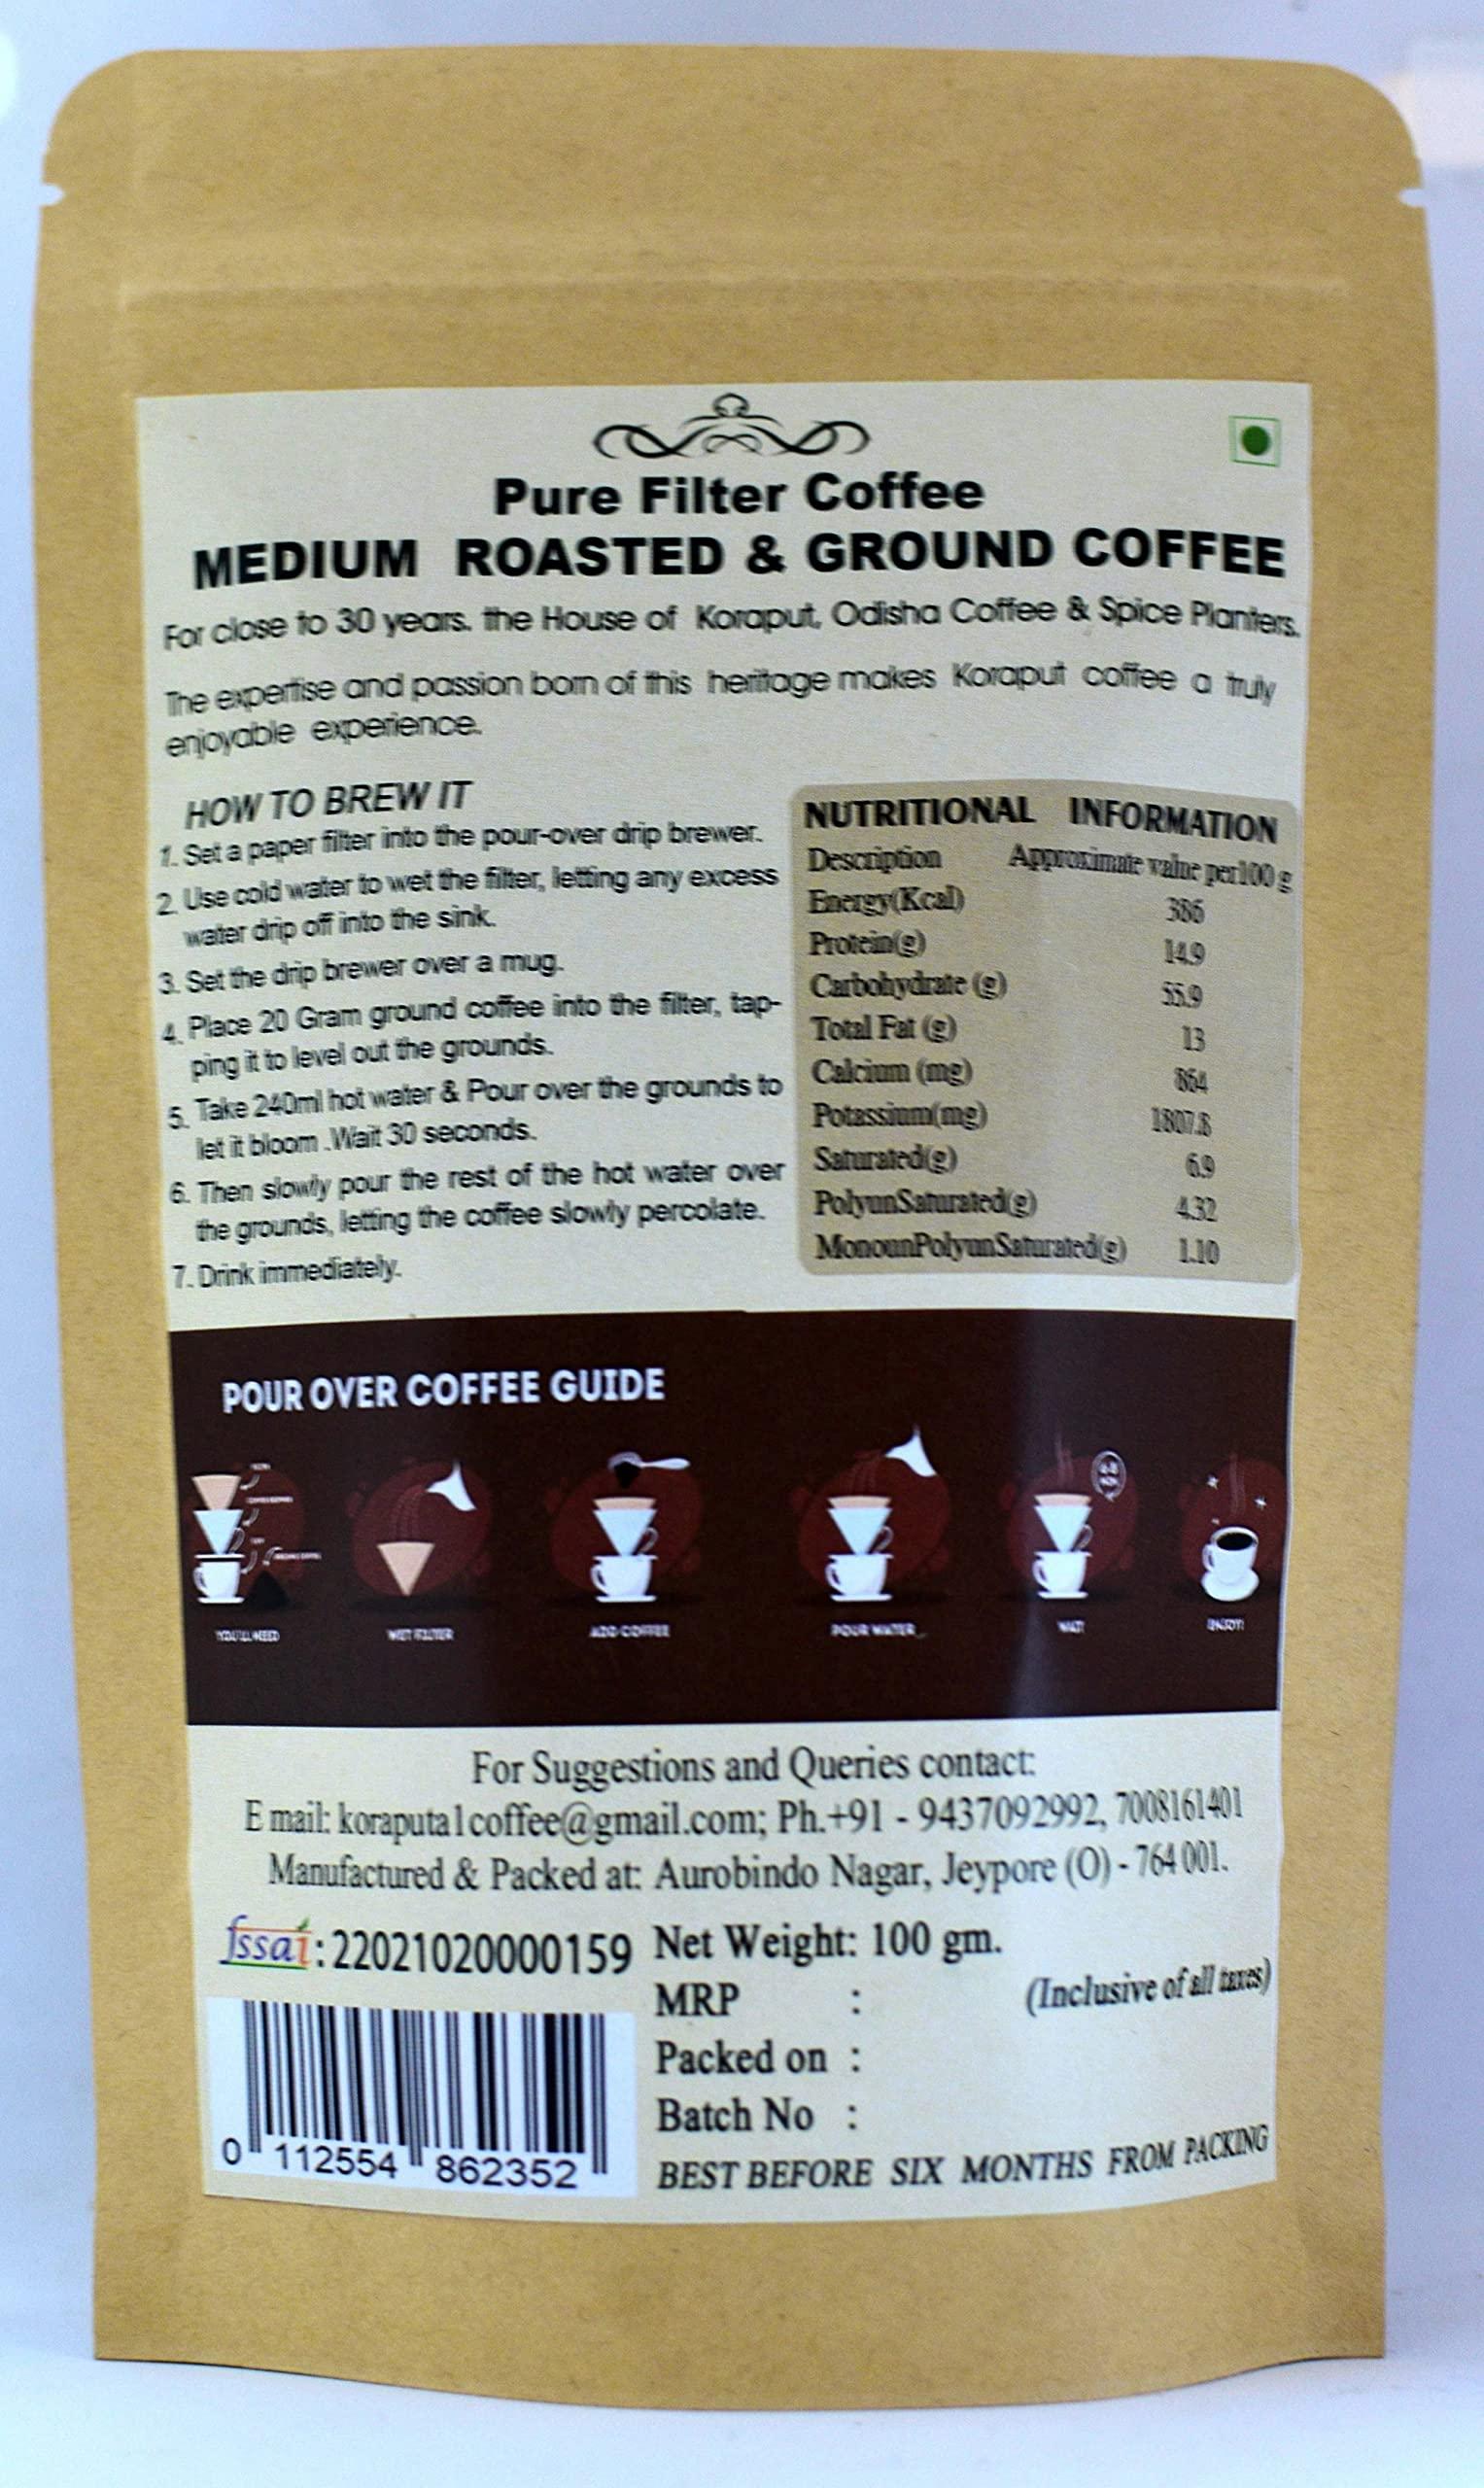 Pure Filter Coffee
MEDIUM ROASTED & GROUND COFFEE
For close to 30 years. the House of Koraput, Odisha Coffee & Spice Planters.
The expertise and passion born of this heritage makes Koraput coffee a truly
enjoyable experience.
HOW TO BREW IT
1. Set a paper filter into the pour-over drip brewer.
2. Use cold water to wet the filter, letting any excess
water drip off into the sink.
3. Set the drip brewer over a mug.
4. Place 20 Gram ground coffee into the filter, tap-
ping it to level out the grounds.
5. Take 240ml hot water & Pour over the grounds to
let it bloom .Wait 30 seconds.
6. Then slowly pour the rest of the hot water over
the grounds, letting the coffee slowly percolate.
7. Drink immediately.
NUTRITIONAL INFORMATION
Description Approximate value per100 g
Energy(Kcal) 386
Protein(g) 14.9
Carbohydrate (g) 55.9
Total Fat (g) 13
Calcium (mg) 864
Potassium(mg) 1807.8
Saturated(g) 6.9
PolyunSaturated(g) 4.32
MonounPolyunSaturated(g) 1.10
POUR OVER COFFEE GUIDE
YOU'LL NEED
WET FILTER
ADD COFFEE
POUR WATER
WAIT
ENJOY!
For Suggestions and Queries contact:
E mail: koraputa1coffee@gmail.com; Ph.+91 - 9437092992, 7008161401
Manufactured & Packed at: Aurobindo Nagar, Jeypore (O) - 764 001.
fssai : 22021020000159
Net Weight: 100 gm.
MRP : (Inclusive of all taxes)
Packed on :
Batch No :
BEST BEFORE SIX MONTHS FROM PACKING
0 112554 862352